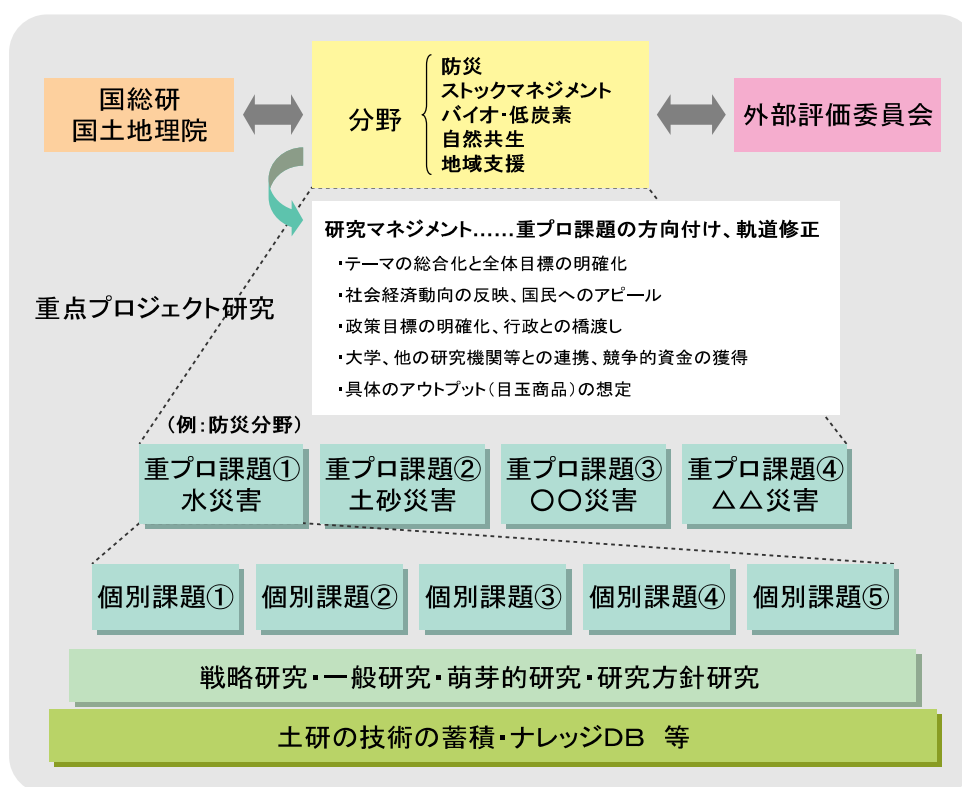 国総研
国土地理院
分野
防災
ストックマネジメント
バイオ・低炭素
自然共生
地域支援
外部評価委員会
研究マネジメント……重プロ課題の方向付け、軌道修正
・テーマの総合化と全体目標の明確化
・社会経済動向の反映、国民へのアピール
・政策目標の明確化、行政との橋渡し
・大学、他の研究機関等との連携、競争的資金の獲得
・具体のアウトプット（目玉商品）の想定
重点プロジェクト研究
（例：防災分野）
重プロ課題①
水災害
重プロ課題②
土砂災害
重プロ課題③
〇〇災害
重プロ課題④
△△災害
個別課題①
個別課題②
個別課題③
個別課題④
個別課題⑤
戦略研究・一般研究・萌芽的研究・研究方針研究
土研の技術の蓄積・ナレッジＤＢ　等